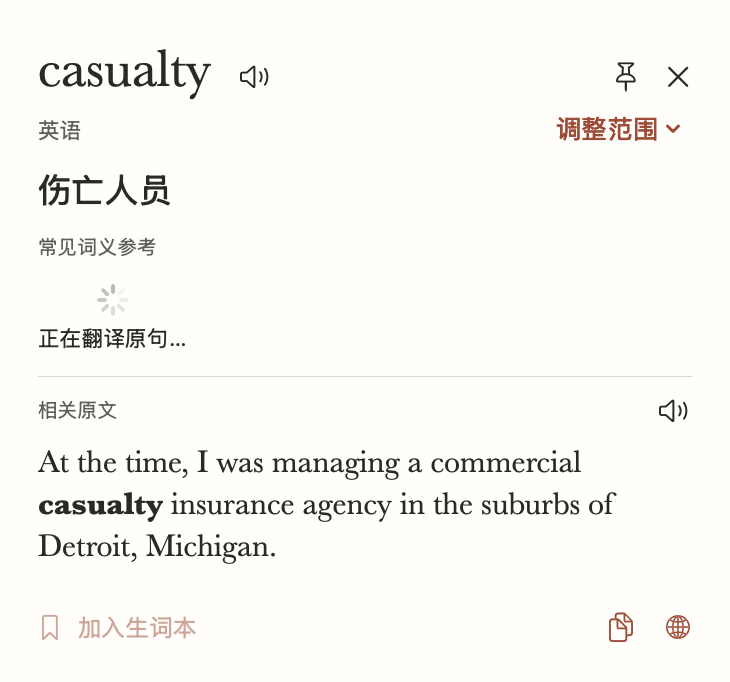 casualty
英语
调整范围
伤亡人员
常见词义参考
正在翻译原句...
相关原文
At the time, I was managing a commercial
casualty insurance agency in the suburbs of
Detroit, Michigan.
加入生词本